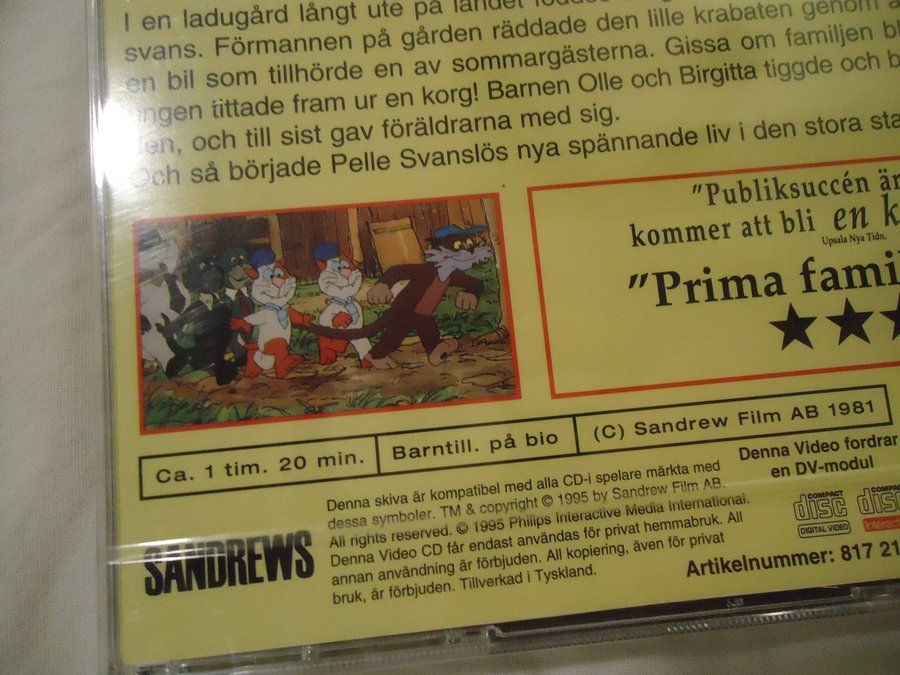 I en ladugård långt ute på landet
svans. Förmannen på gården räddade den lille krabaten genom
en bil som tillhörde en av sommargästerna. Gissa om familjen
ungen tittade fram ur en korg! Barnen Olle och Birgitta tiggde och
den, och till sist gav föräldrarna med sig.
Och så började Pelle Svanslös nya spännande liv i den stora
"Publiksuccén är
kommer att bli en
Upsala Nya Tidn.
"Prima famil
Ca. 1 tim. 20 min.
Barntill. på bio
(C) Sandrew Film AB 1981
SANDREWS
Denna skiva är kompatibel med alla CD-i spelare märkta med
dessa symboler. TM & copyright © 1995 by Sandrew Film AB.
All rights reserved. © 1995 Philips Interactive Media International.
Denna Video CD får endast användas för privat hemmabruk. All
annan användning är förbjuden. All kopiering, även för privat
bruk, är förbjuden. Tillverkad i Tyskland.
Denna Video fordrar
en DV-modul
COMPACT disc DIGITAL VIDEO
COMPACT disc Interac
Artikelnummer: 817 21